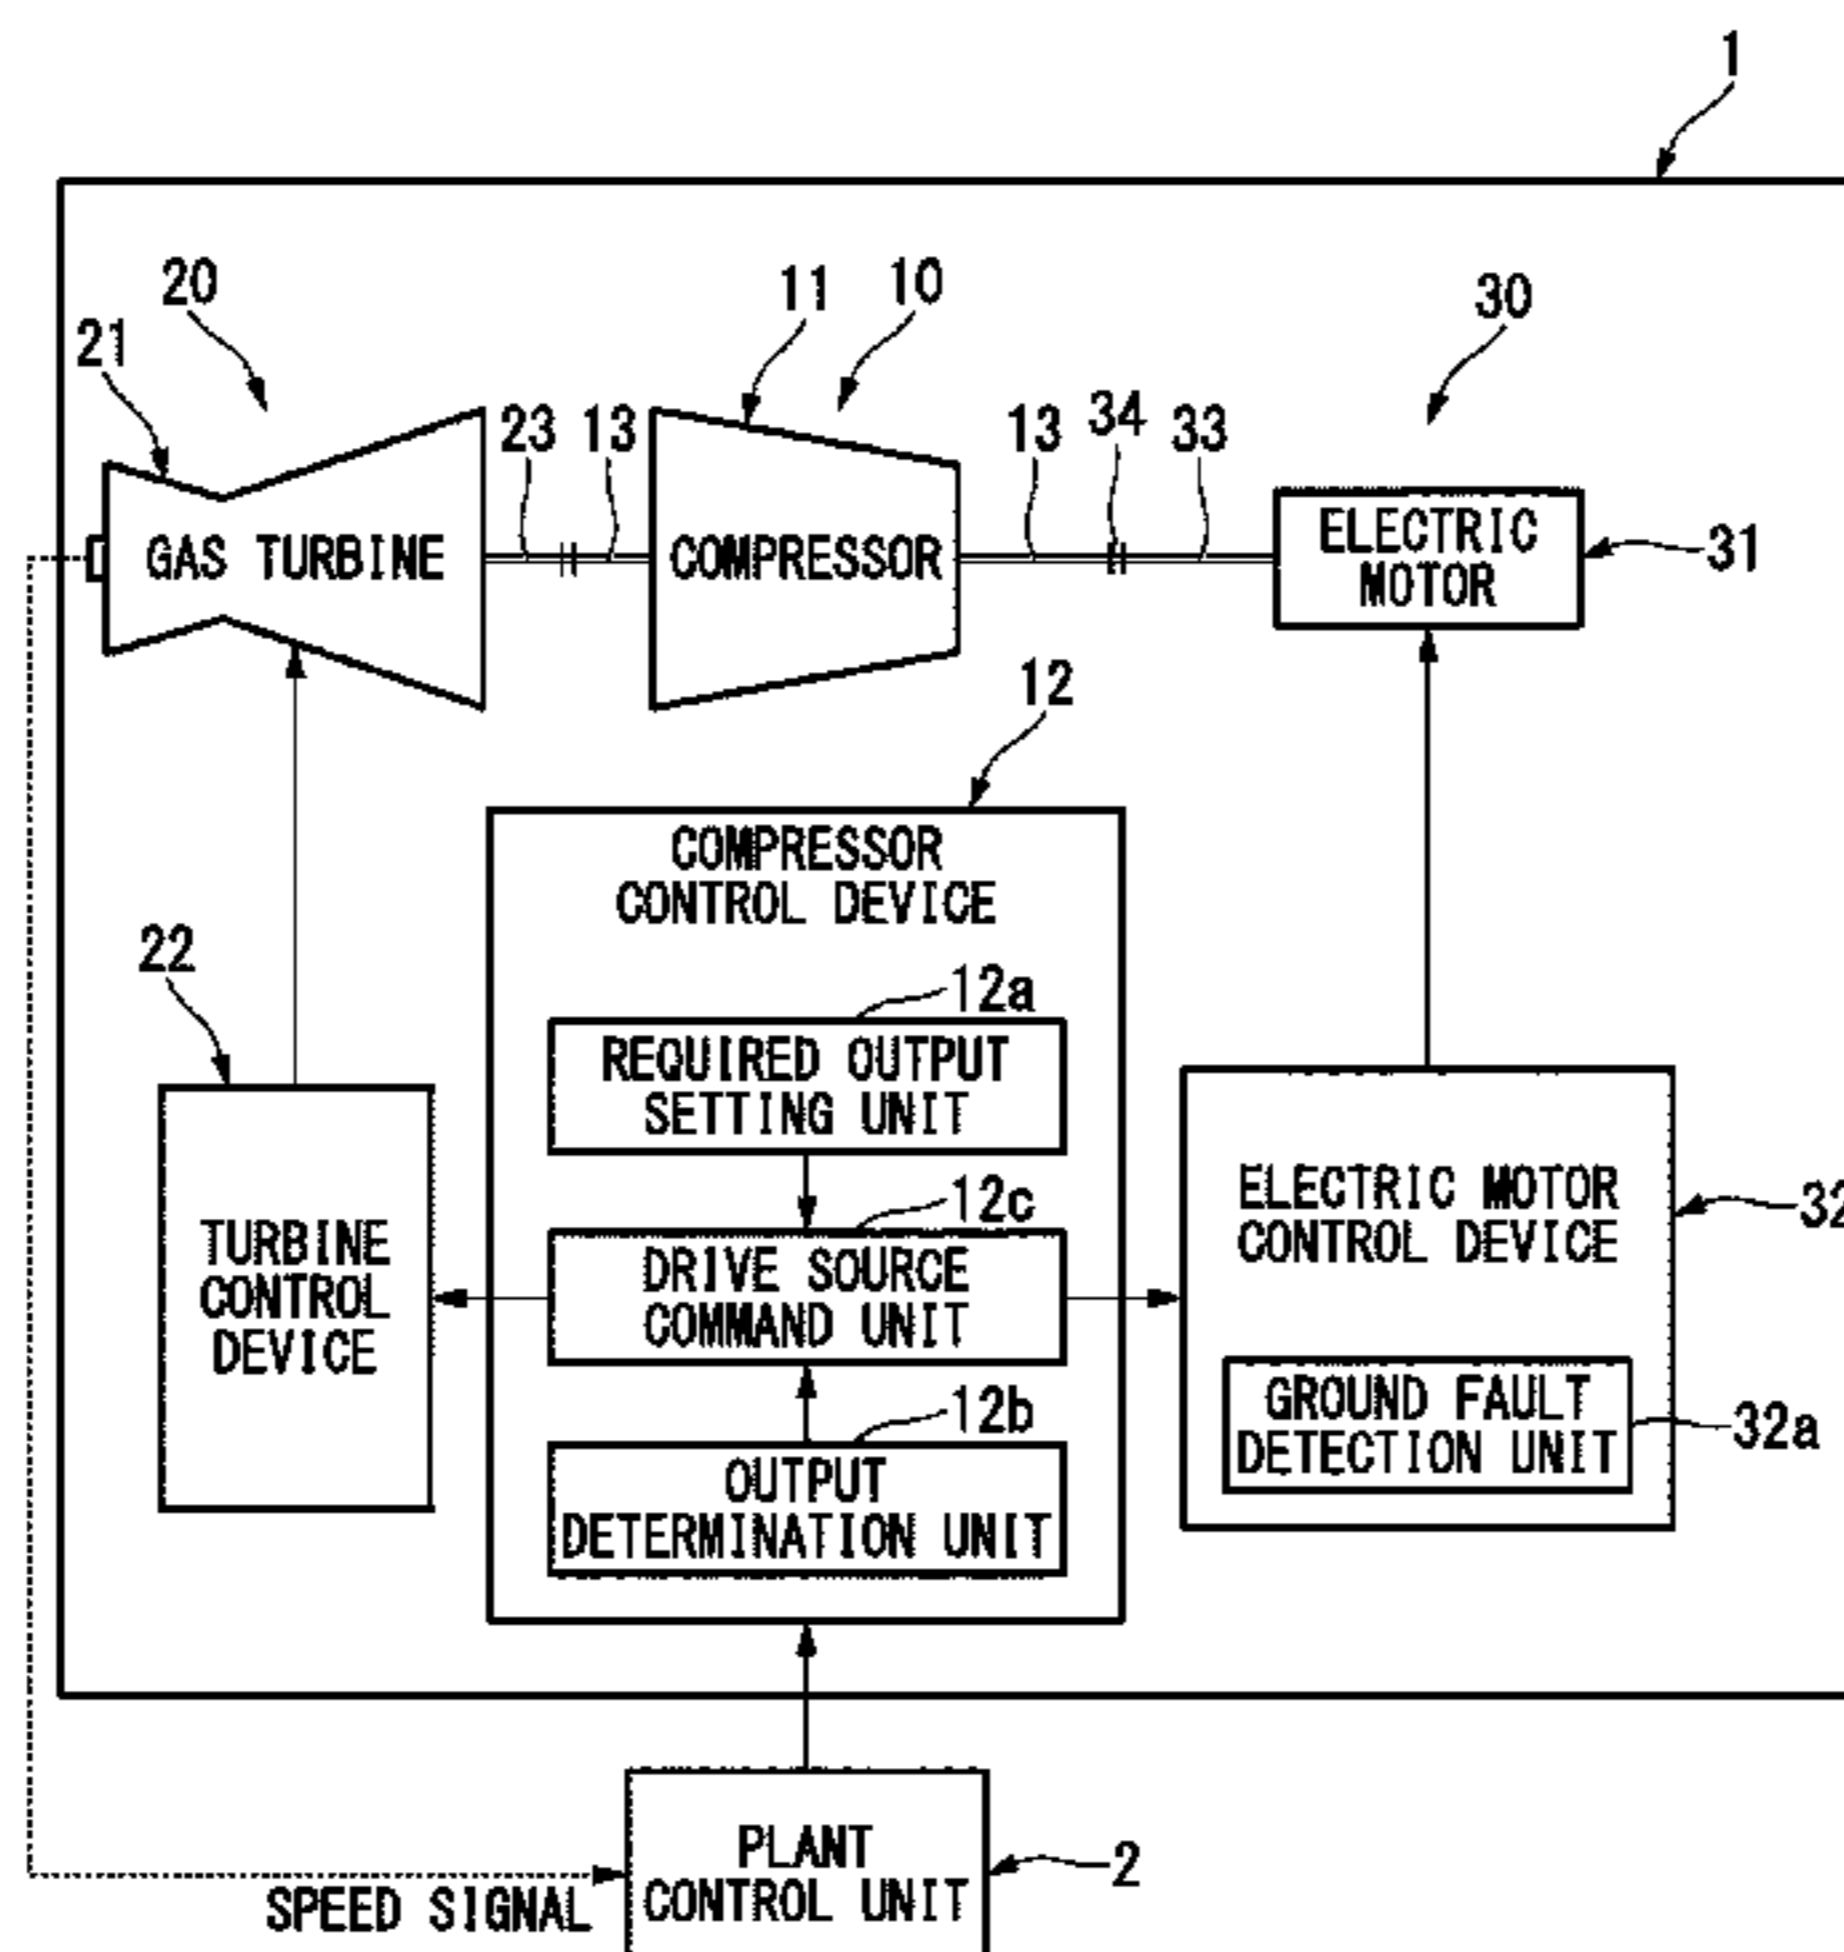 1
20
11
10
30
21
23
13
13
34
33
GAS TURBINE
COMPRESSOR
ELECTRIC
MOTOR
31
12
COMPRESSOR
CONTROL DEVICE
22
12a
REQUIRED OUTPUT
SETTING UNIT
12c
TURBINE
CONTROL
DEVICE
DRIVE SOURCE
COMMAND UNIT
ELECTRIC MOTOR
CONTROL DEVICE
32
12b
OUTPUT
DETERMINATION UNIT
GROUND FAULT
DETECTION UNIT
32a
PLANT
CONTROL UNIT
2
SPEED SIGNAL